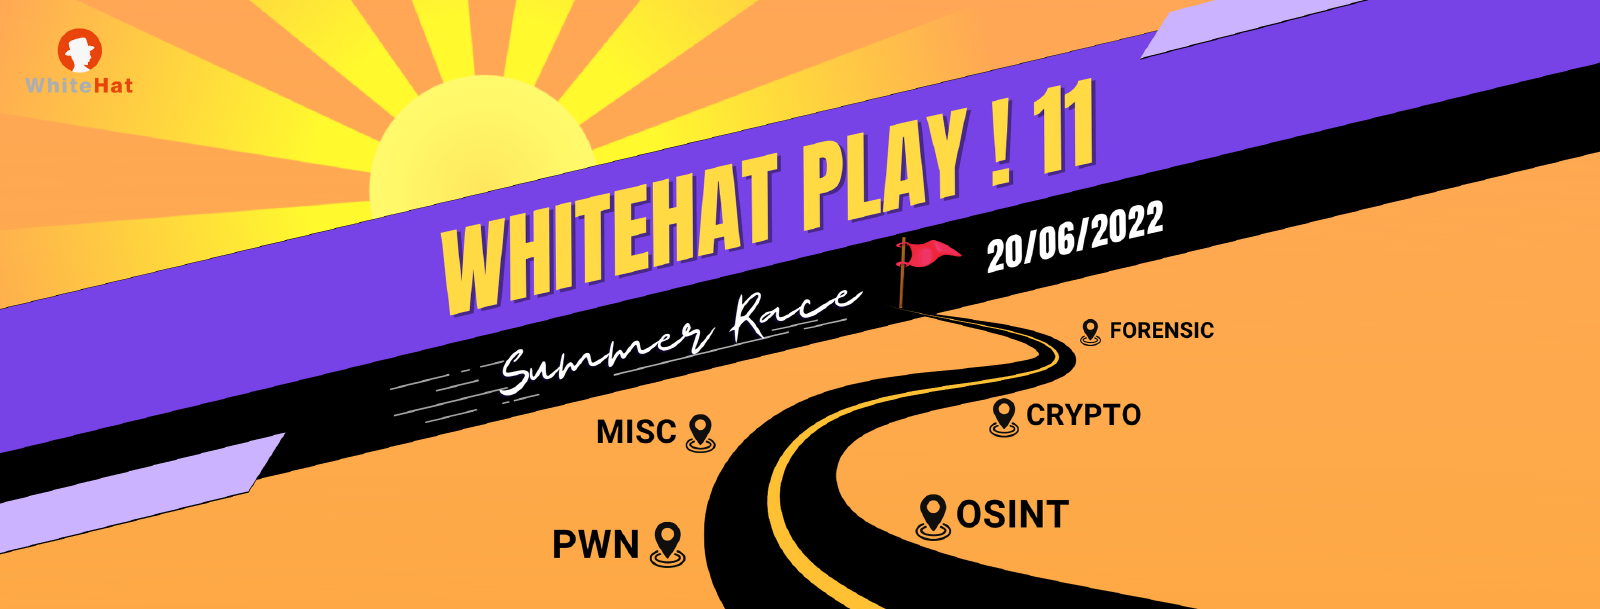 WhiteHat
WHITEHAT PLAY ! 11
20/06/2022
Summer Race
FORENSIC
CRYPTO
MISC
OSINT
PWN